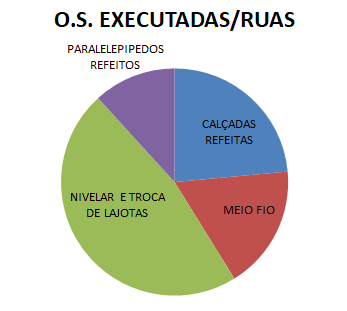 O.S. EXECUTADAS/RUAS
PARALELEPIPEDOS
REFEITOS
CALÇADAS
REFEITAS
NIVELAR E TROCA
DE LAJOTAS
MEIO FIO